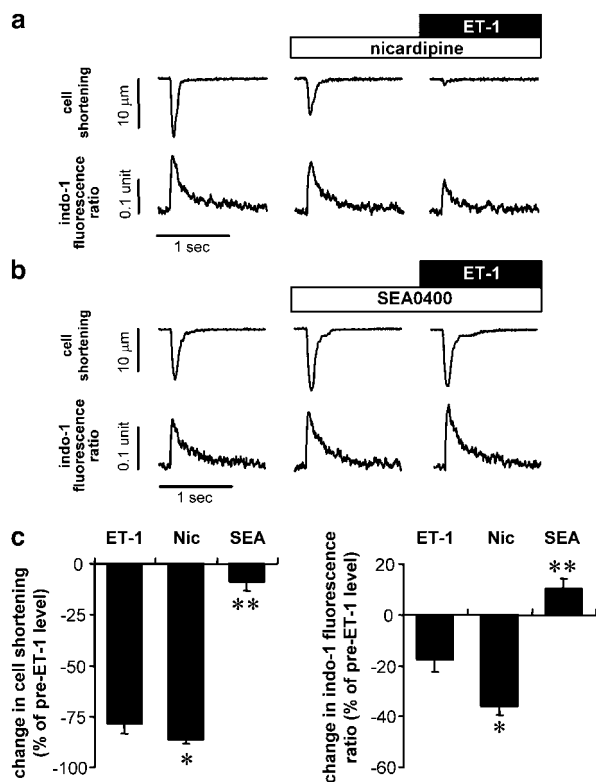 a
ET-1
nicardipine
cell
shortening
10 µm
indo-1
fluorescence
ratio
0.1 unit
1 sec
b
ET-1
SEA0400
cell
shortening
10 µm
indo-1
fluorescence
ratio
0.1 unit
1 sec
c
ET-1 Nic SEA
change in cell shortening
(% of pre-ET-1 level)
0
-25
-50
-75
-100
**
*
ET-1 Nic SEA
change in indo-1 fluorescence
ratio (% of pre-ET-1 level)
20
0
-20
-40
-60
**
*